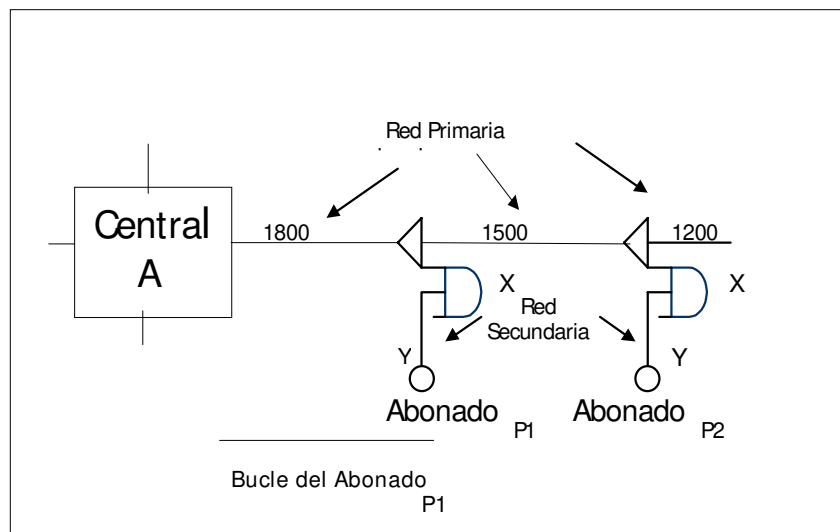 Red Primaria
Central
A
1800
1500
1200
X
X
Red
Secundaria
Y
Y
Abonado P1
Abonado P2
Bucle del Abonado
P1